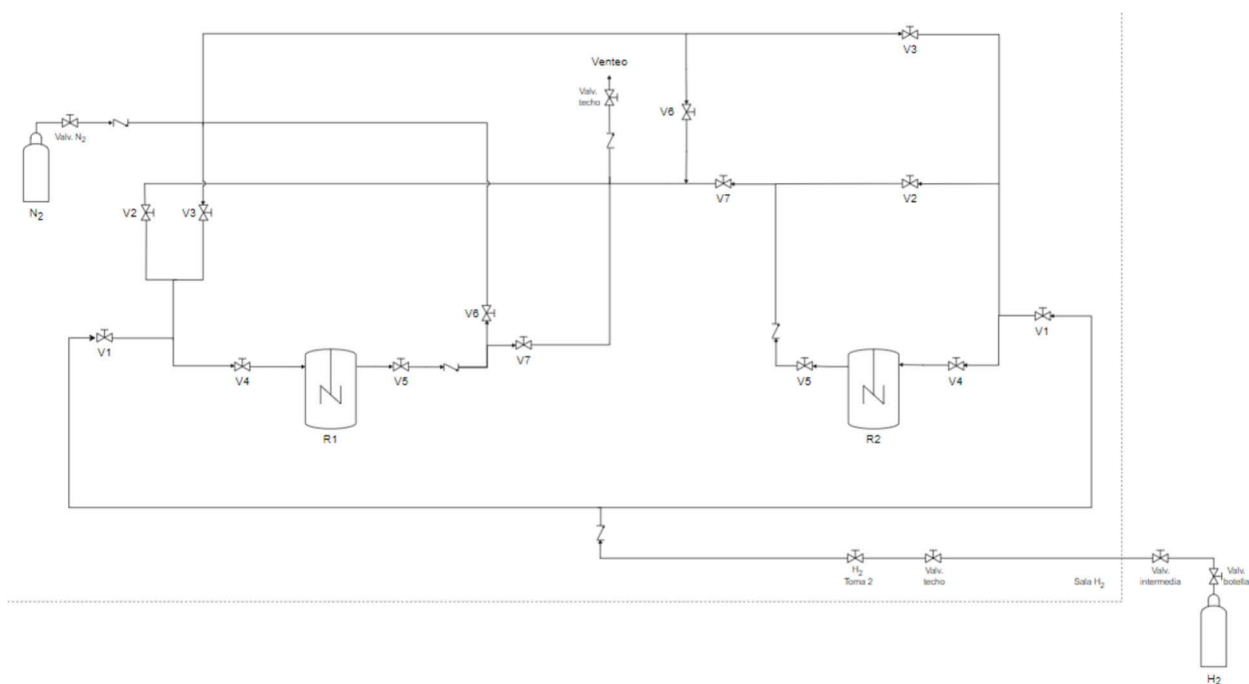 V3
Venteo
Valv.
techo
V6
Valv. N2
N2
V2
V3
V7
V2
V6
V1
V7
V1
V4
V5
V5
V4
R1
R2
H2
Toma 2
Valv.
techo
Sala H2
Valv.
intermedia
Valv.
botella
H2